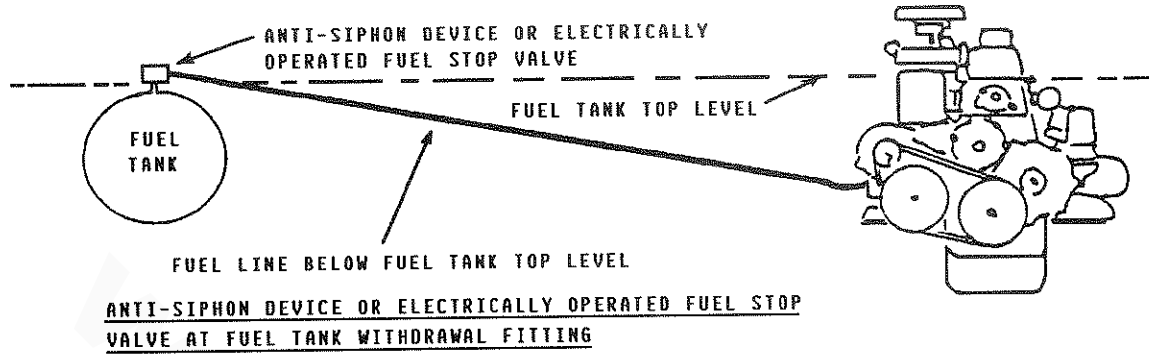 ANTI-SIPHON DEVICE OR ELECTRICALLY
OPERATED FUEL STOP VALVE
FUEL TANK TOP LEVEL
FUEL
TANK
FUEL LINE BELOW FUEL TANK TOP LEVEL
ANTI-SIPHON DEVICE OR ELECTRICALLY OPERATED FUEL STOP
VALVE AT FUEL TANK WITHDRAWAL FITTING